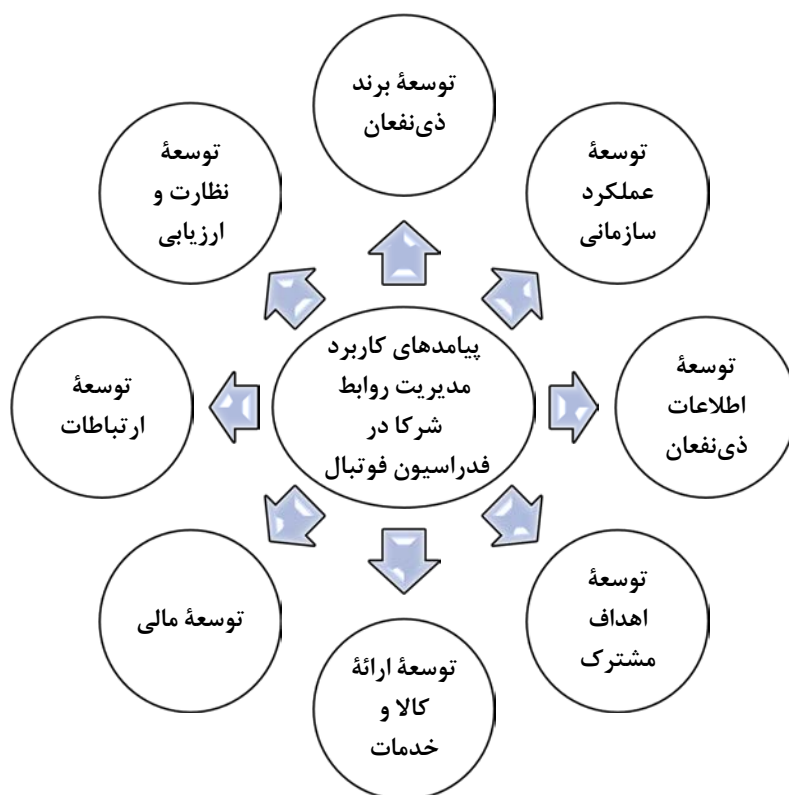 توسعهٔ برند
ذی‌نفعان
توسعهٔ
عملکرد
سازمانی
توسعهٔ
نظارت و
ارزیابی
پیامدهای کاربرد
مدیریت روابط
شرکا در
فدراسیون فوتبال
توسعهٔ
اطلاعات
ذی‌نفعان
توسعهٔ
ارتباطات
توسعهٔ
اهداف
مشترک
توسعهٔ مالی
توسعهٔ ارائهٔ
کالا و
خدمات